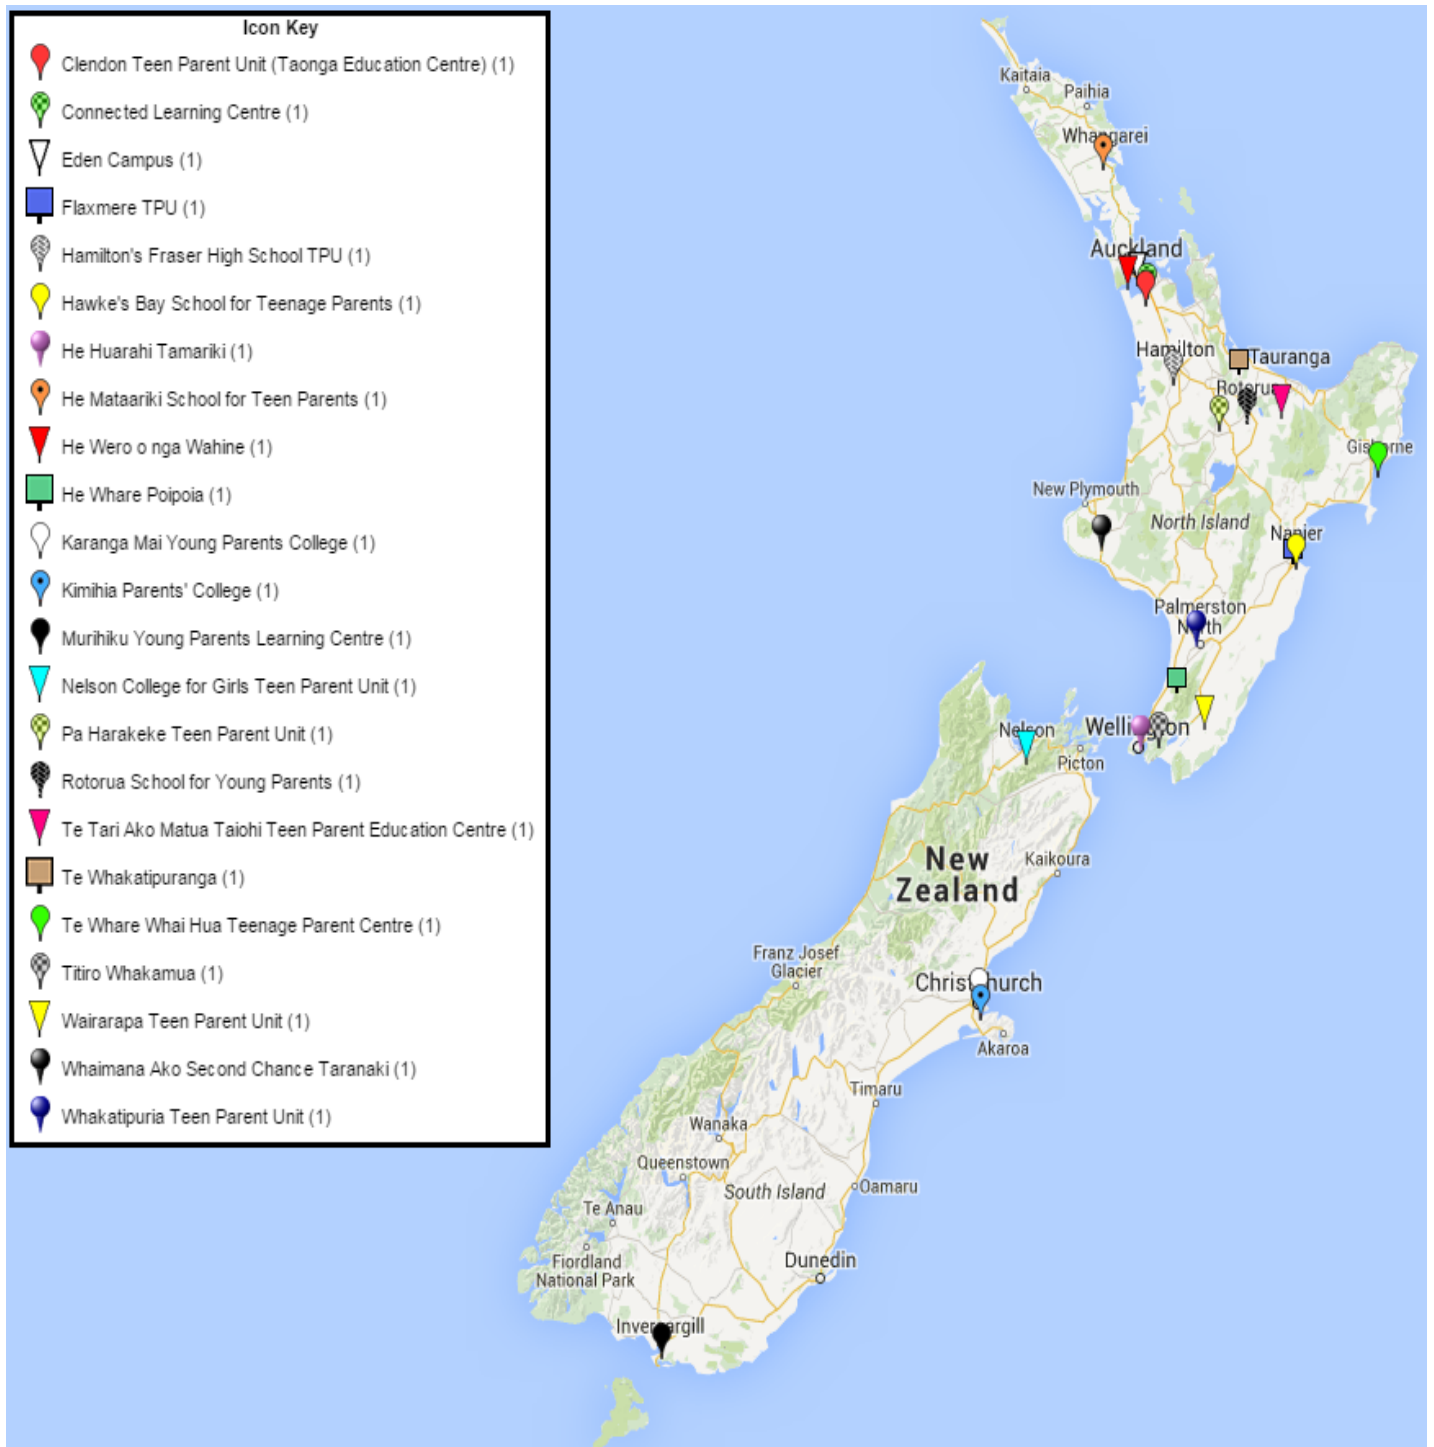 Icon Key
Clendon Teen Parent Unit (Taonga Education Centre) (1)
Connected Learning Centre (1)
Eden Campus (1)
Flaxmere TPU (1)
Hamilton's Fraser High School TPU (1)
Hawke's Bay School for Teenage Parents (1)
He Huarahi Tamariki (1)
He Mataariki School for Teen Parents (1)
He Wero o nga Wahine (1)
He Whare Poipoia (1)
Karanga Mai Young Parents College (1)
Kimihia Parents' College (1)
Murihiku Young Parents Learning Centre (1)
Nelson College for Girls Teen Parent Unit (1)
Pa Harakeke Teen Parent Unit (1)
Rotorua School for Young Parents (1)
Te Tari Ako Matua Taiohi Teen Parent Education Centre (1)
Te Whakatipuranga (1)
Te Whare Whai Hua Teenage Parent Centre (1)
Titiro Whakamua (1)
Wairarapa Teen Parent Unit (1)
Whaimana Ako Second Chance Taranaki (1)
Whakatipuria Teen Parent Unit (1)
Kaitaia
Paihia
Whangarei
Auckland
Hamilton
Tauranga
Rotorua
Gisborne
New Plymouth
North Island
Napier
Palmerston
North
Wellington
Nelson
Picton
New
Zealand
Kaikoura
Franz Josef
Glacier
Christchurch
Akaroa
Timaru
Wanaka
Queenstown
South Island
Oamaru
Te Anau
Fiordland
National Park
Dunedin
Invercargill